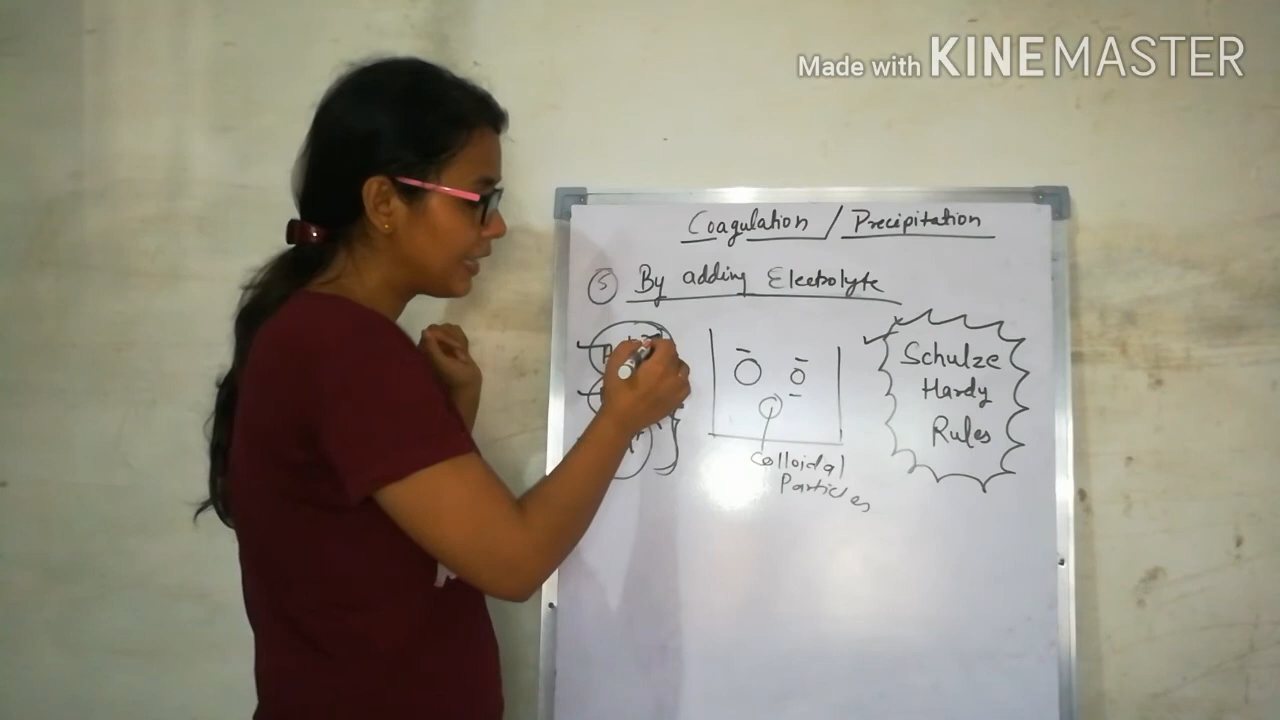 Made with KINEMASTER
Coagulation / Precipitation
5 By adding Electrolyte
Schulze
Hardy
Rules
Colloidal
Particles